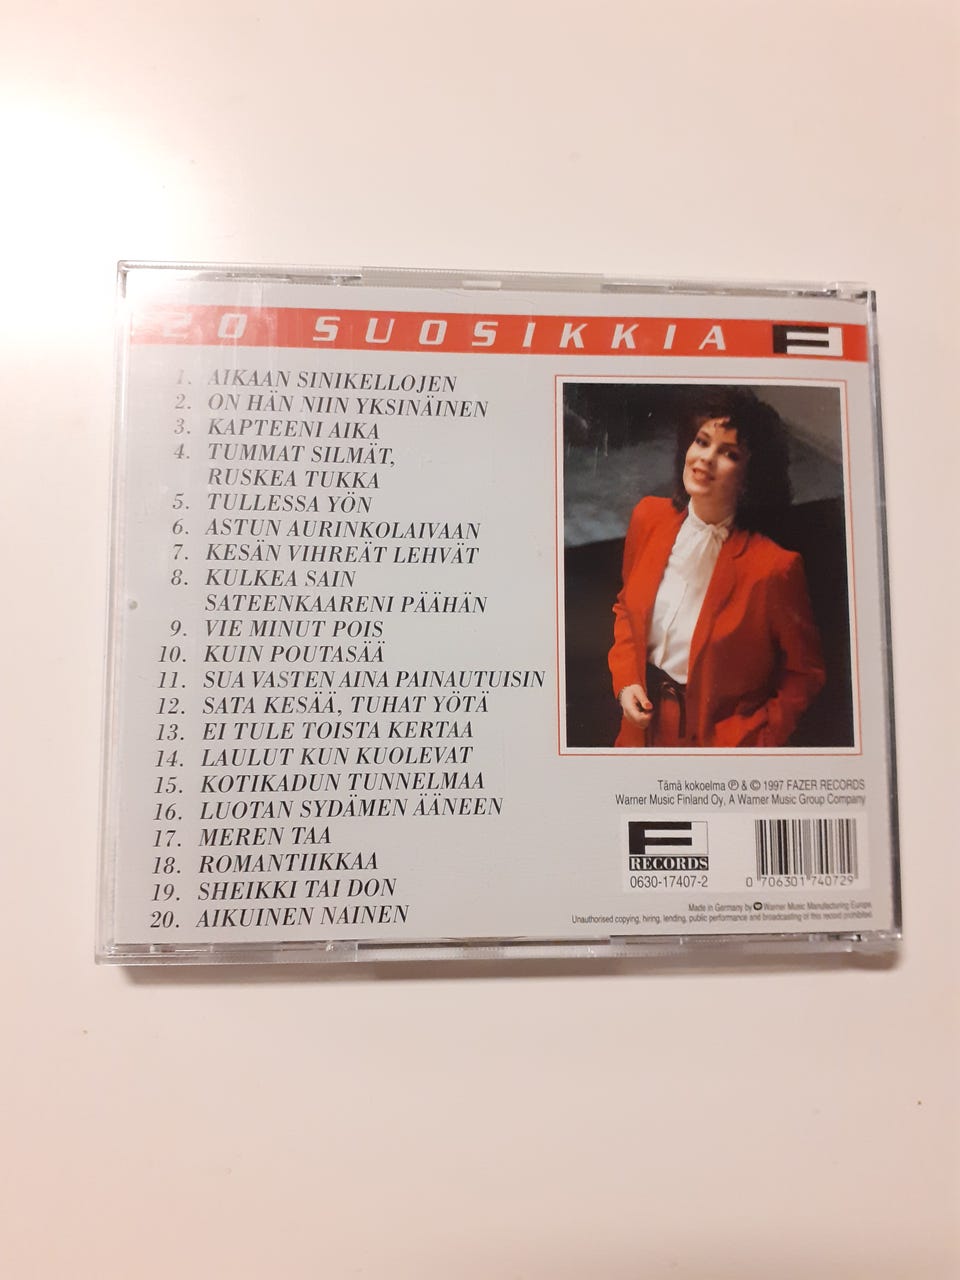 20 SUOSIKKIA F
1. AIKAAN SINIKELLOJEN
2. ON HÄN NIIN YKSINÄINEN
3. KAPTEENI AIKA
4. TUMMAT SILMÄT,
RUSKEA TUKKA
5. TULLESSA YÖN
6. ASTUN AURINKOLAIVAAN
7. KESÄN VIHREÄT LEHVÄT
8. KULKEA SAIN
SATEENKAARENI PÄÄHÄN
9. VIE MINUT POIS
10. KUIN POUTASÄÄ
11. SUA VASTEN AINA PAINAUTUISIN
12. SATA KESÄÄ, TUHAT YÖTÄ
13. EI TULE TOISTA KERTAA
14. LAULUT KUN KUOLEVAT
15. KOTIKADUN TUNNELMAA
16. LUOTAN SYDÄMEN ÄÄNEEN
17. MEREN TAA
18. ROMANTIIKKAA
19. SHEIKKI TAI DON
20. AIKUINEN NAINEN
Tämä kokoelma ℗ & © 1997 FAZER RECORDS
Warner Music Finland Oy, A Warner Music Group Company
F
RECORDS
0630-17407-2
0 706301 740729
Made in Germany by Warner Music Manufacturing Europe
Unauthorised copying, hiring, lending, public performance and broadcasting of this record prohibited